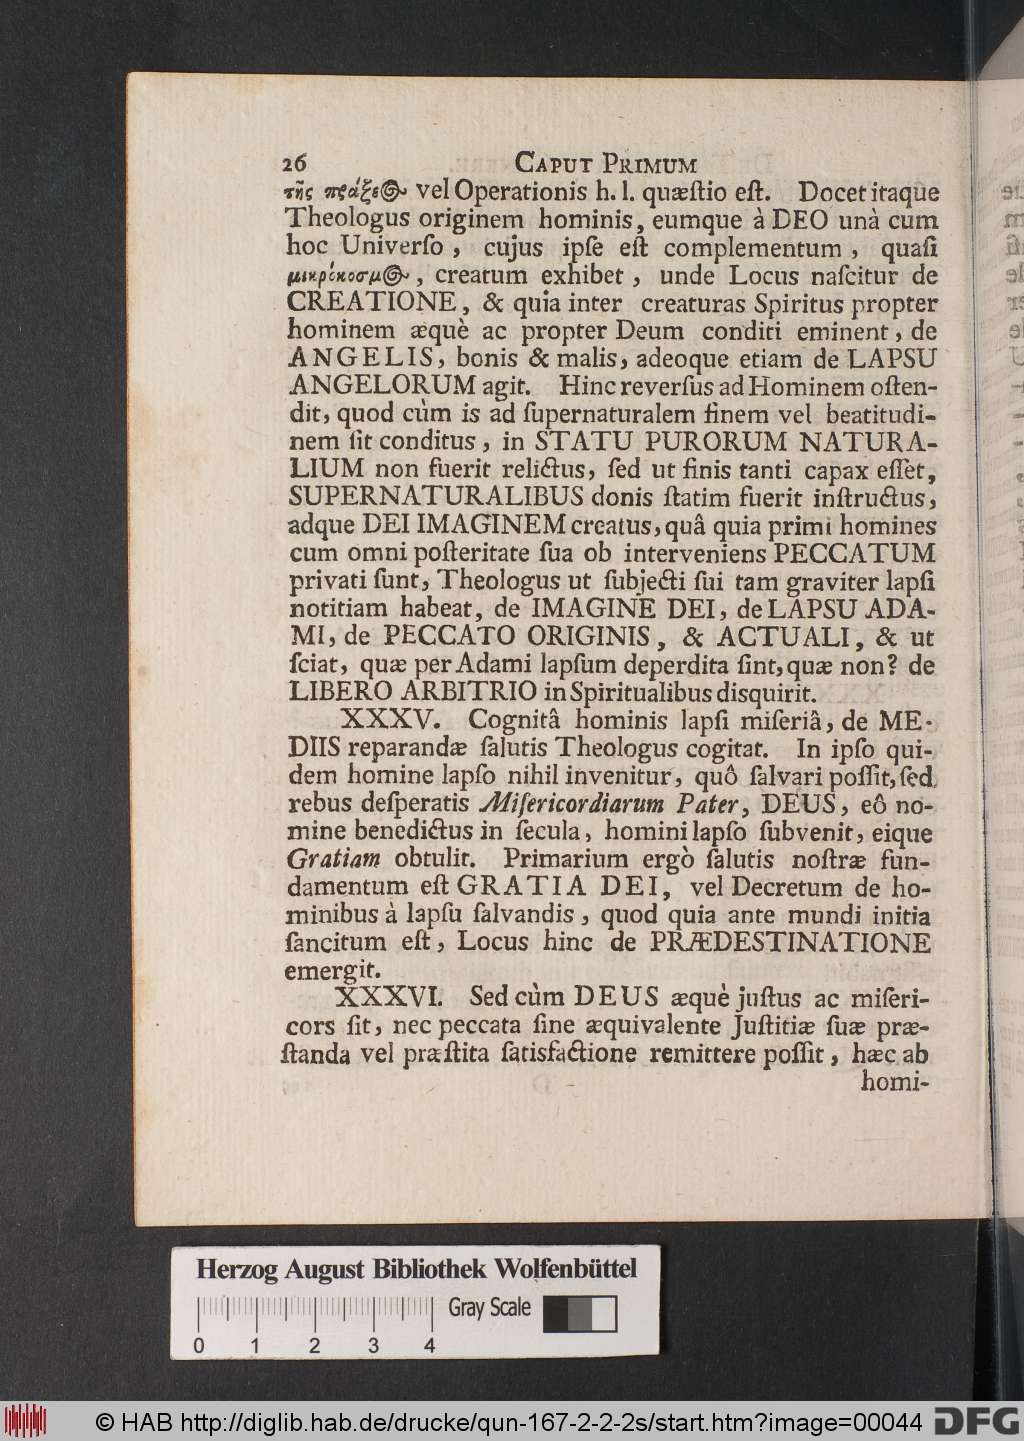 26 CAPUT PRIMUM
τῆς πράξεως vel Operationis h. l. quæſtio eſt. Docet itaque
Theologus originem hominis, eumque à DEO unà cum
hoc Univerſo, cujus ipſe eſt complementum, quaſi
μικρόκοσμος, creatum exhibet, unde Locus naſcitur de
CREATIONE, & quia inter creaturas Spiritus propter
hominem æquè ac propter Deum conditi eminent, de
ANGELIS, bonis & malis, adeoque etiam de LAPSU
ANGELORUM agit. Hinc reverſus ad Hominem oſten-
dit, quod cùm is ad ſupernaturalem finem vel beatitudi-
nem ſit conditus, in STATU PURORUM NATURA-
LIUM non fuerit relictus, ſed ut finis tanti capax eſſet,
SUPERNATURALIBUS donis ſtatim fuerit inſtructus,
adque DEI IMAGINEM creatus, quâ quia primi homines
cum omni poſteritate ſua ob interveniens PECCATUM
privati ſunt, Theologus ut ſubjecti ſui tam graviter lapſi
notitiam habeat, de IMAGINE DEI, de LAPSU ADA-
MI, de PECCATO ORIGINIS, & ACTUALI, & ut
ſciat, quæ per Adami lapſum deperdita ſint, quæ non? de
LIBERO ARBITRIO in Spiritualibus disquirit.
XXXV. Cognitâ hominis lapſi miſeriâ, de ME-
DIIS reparandæ ſalutis Theologus cogitat. In ipſo qui-
dem homine lapſo nihil invenitur, quô ſalvari poſſit, ſed
rebus deſperatis Miſericordiarum Pater, DEUS, eô no-
mine benedictus in ſecula, homini lapſo ſubvenit, eique
Gratiam obtulit. Primarium ergò ſalutis noſtræ fun-
damentum eſt GRATIA DEI, vel Decretum de ho-
minibus à lapſu ſalvandis, quod quia ante mundi initia
ſancitum eſt, Locus hinc de PRÆDESTINATIONE
emergit.
XXXVI. Sed cùm DEUS æquè juſtus ac miſeri-
cors ſit, nec peccata ſine æquivalente Juſtitiæ ſuæ præ-
ſtanda vel præſtita ſatisfactione remittere poſſit, hæc ab
homi-
Herzog August Bibliothek Wolfenbüttel
Gray Scale
0 1 2 3 4
© HAB http://diglib.hab.de/drucke/qun-167-2-2-2s/start.htm?image=00044 DFG